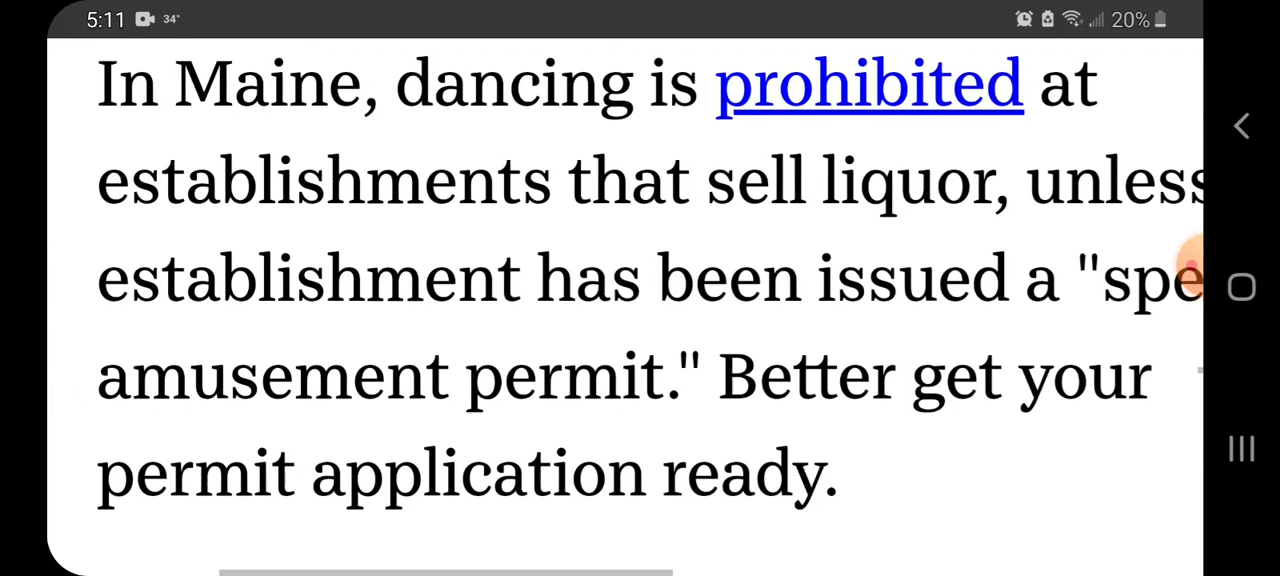 5:11 34°
20%
In Maine, dancing is prohibited at
establishments that sell liquor, unless
establishment has been issued a "spe
amusement permit." Better get your
permit application ready.